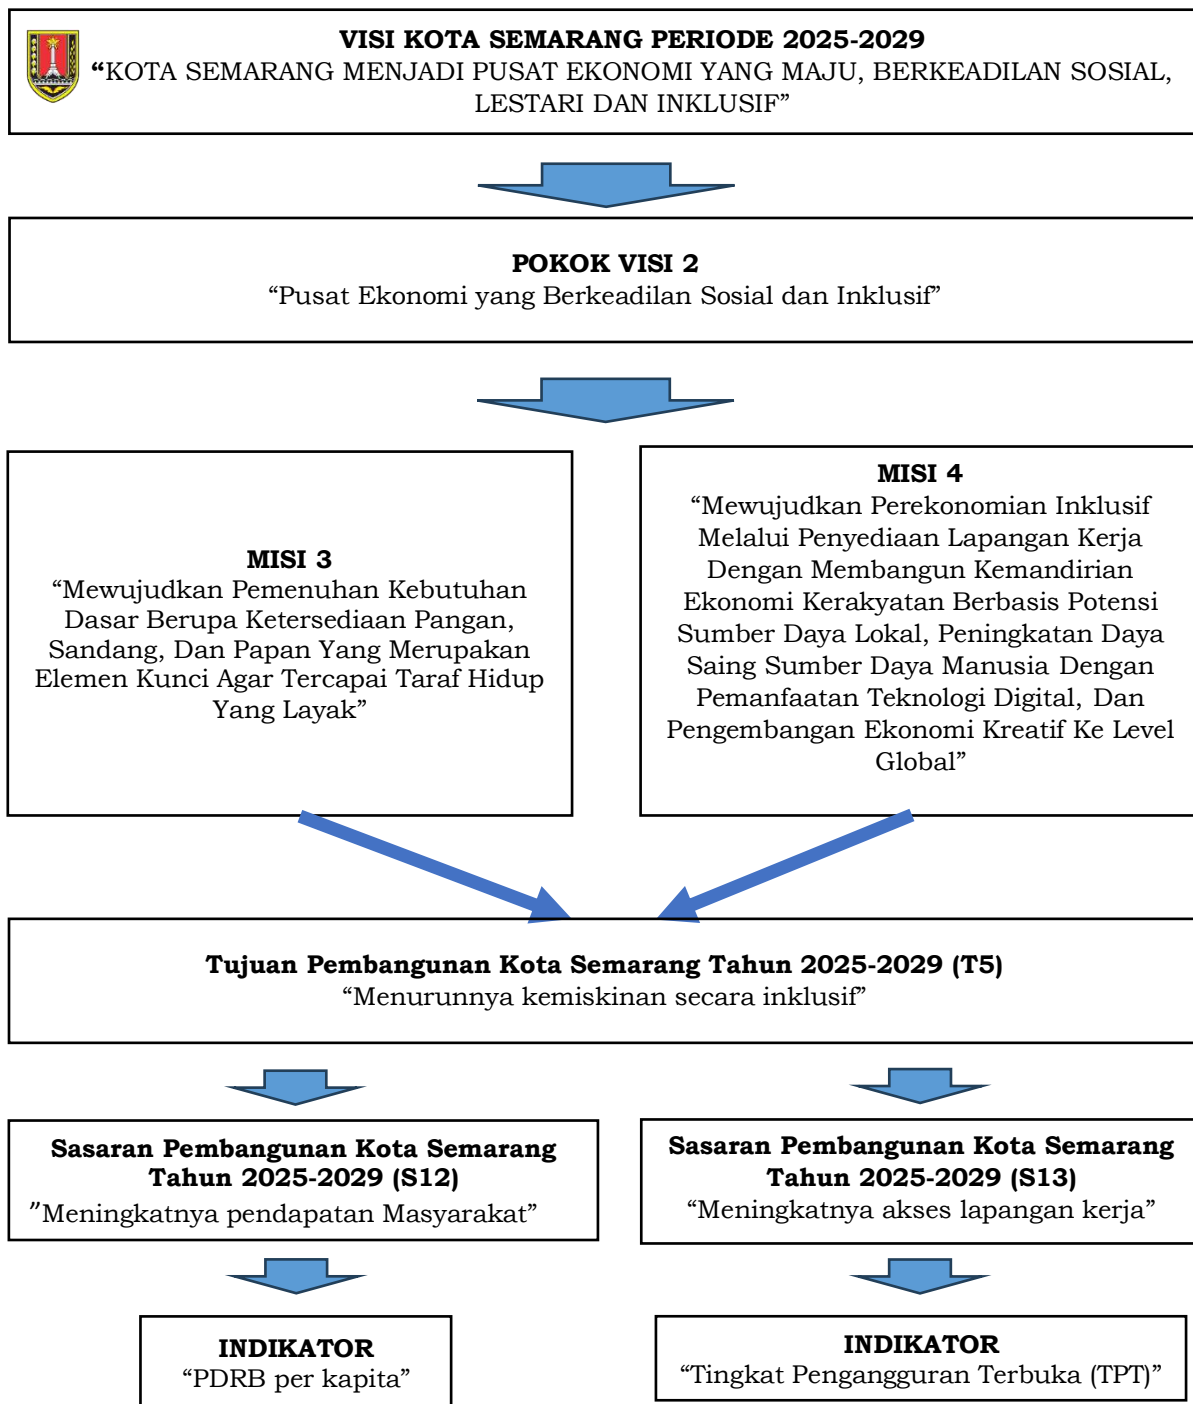 VISI KOTA SEMARANG PERIODE 2025-2029
“KOTA SEMARANG MENJADI PUSAT EKONOMI YANG MAJU, BERKEADILAN SOSIAL,
LESTARI DAN INKLUSIF”
POKOK VISI 2
“Pusat Ekonomi yang Berkeadilan Sosial dan Inklusif”
MISI 3
“Mewujudkan Pemenuhan Kebutuhan
Dasar Berupa Ketersediaan Pangan,
Sandang, Dan Papan Yang Merupakan
Elemen Kunci Agar Tercapai Taraf Hidup
Yang Layak”
MISI 4
“Mewujudkan Perekonomian Inklusif
Melalui Penyediaan Lapangan Kerja
Dengan Membangun Kemandirian
Ekonomi Kerakyatan Berbasis Potensi
Sumber Daya Lokal, Peningkatan Daya
Saing Sumber Daya Manusia Dengan
Pemanfaatan Teknologi Digital, Dan
Pengembangan Ekonomi Kreatif Ke Level
Global”
Tujuan Pembangunan Kota Semarang Tahun 2025-2029 (T5)
“Menurunnya kemiskinan secara inklusif”
Sasaran Pembangunan Kota Semarang
Tahun 2025-2029 (S12)
”Meningkatnya pendapatan Masyarakat”
Sasaran Pembangunan Kota Semarang
Tahun 2025-2029 (S13)
“Meningkatnya akses lapangan kerja”
INDIKATOR
“PDRB per kapita”
INDIKATOR
“Tingkat Pengangguran Terbuka (TPT)”